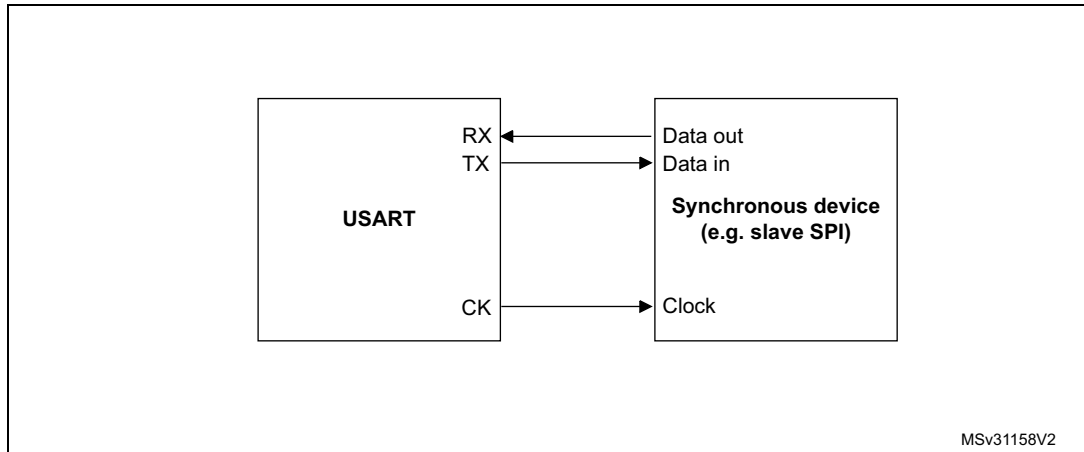 RX
TX
USART
CK
Data out
Data in
Synchronous device
(e.g. slave SPI)
Clock
MSv31158V2